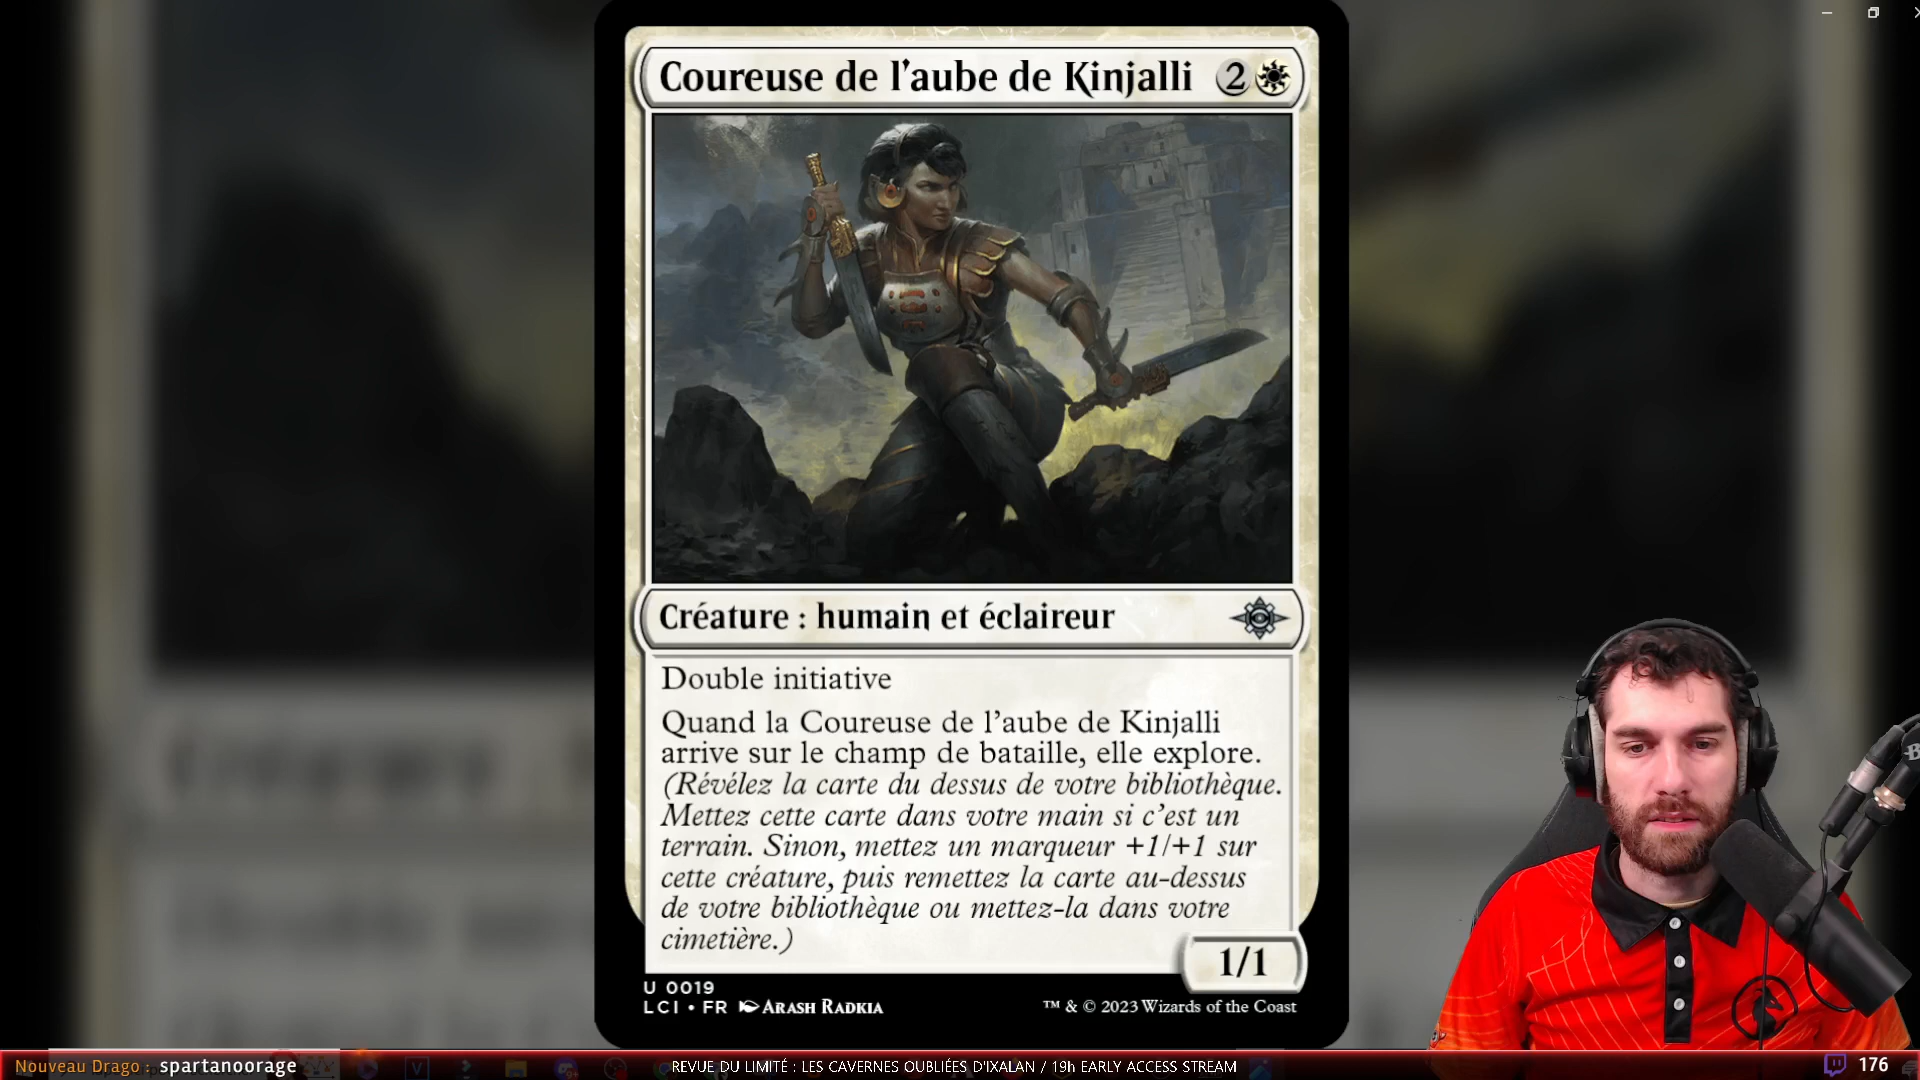 Coureuse de l'aube de Kinjalli 2
Créature : humain et éclaireur
Double initiative
Quand la Coureuse de l'aube de Kinjalli
arrive sur le champ de bataille, elle explore.
(Révélez la carte du dessus de votre bibliothèque.
Mettez cette carte dans votre main si c'est un
terrain. Sinon, mettez un marqueur +1/+1 sur
cette créature, puis remettez la carte au-dessus
de votre bibliothèque ou mettez-la dans votre
cimetière.)
1/1
U 0019
LCI • FR ARASH RADKIA
™ & © 2023 Wizards of the Coast
Nouveau Drago : spartanoorage
REVUE DU LIMITÉ : LES CAVERNES OUBLIÉES D'IXALAN / 19h EARLY ACCESS STREAM
176